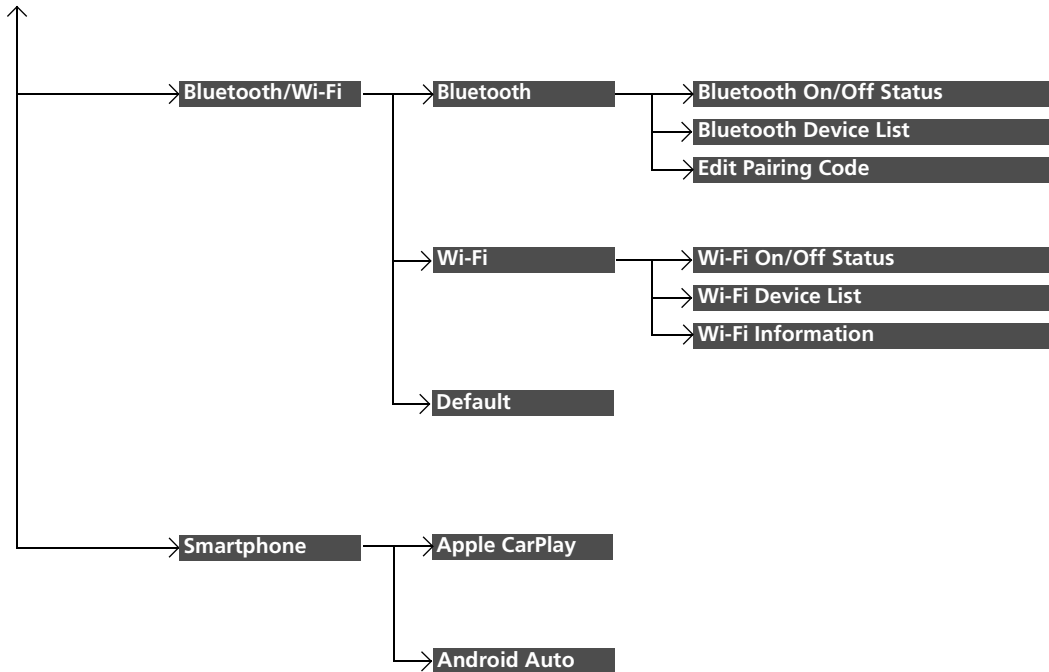 Bluetooth/Wi-Fi
Bluetooth
Bluetooth On/Off Status
Bluetooth Device List
Edit Pairing Code
Wi-Fi
Wi-Fi On/Off Status
Wi-Fi Device List
Wi-Fi Information
Default
Smartphone
Apple CarPlay
Android Auto